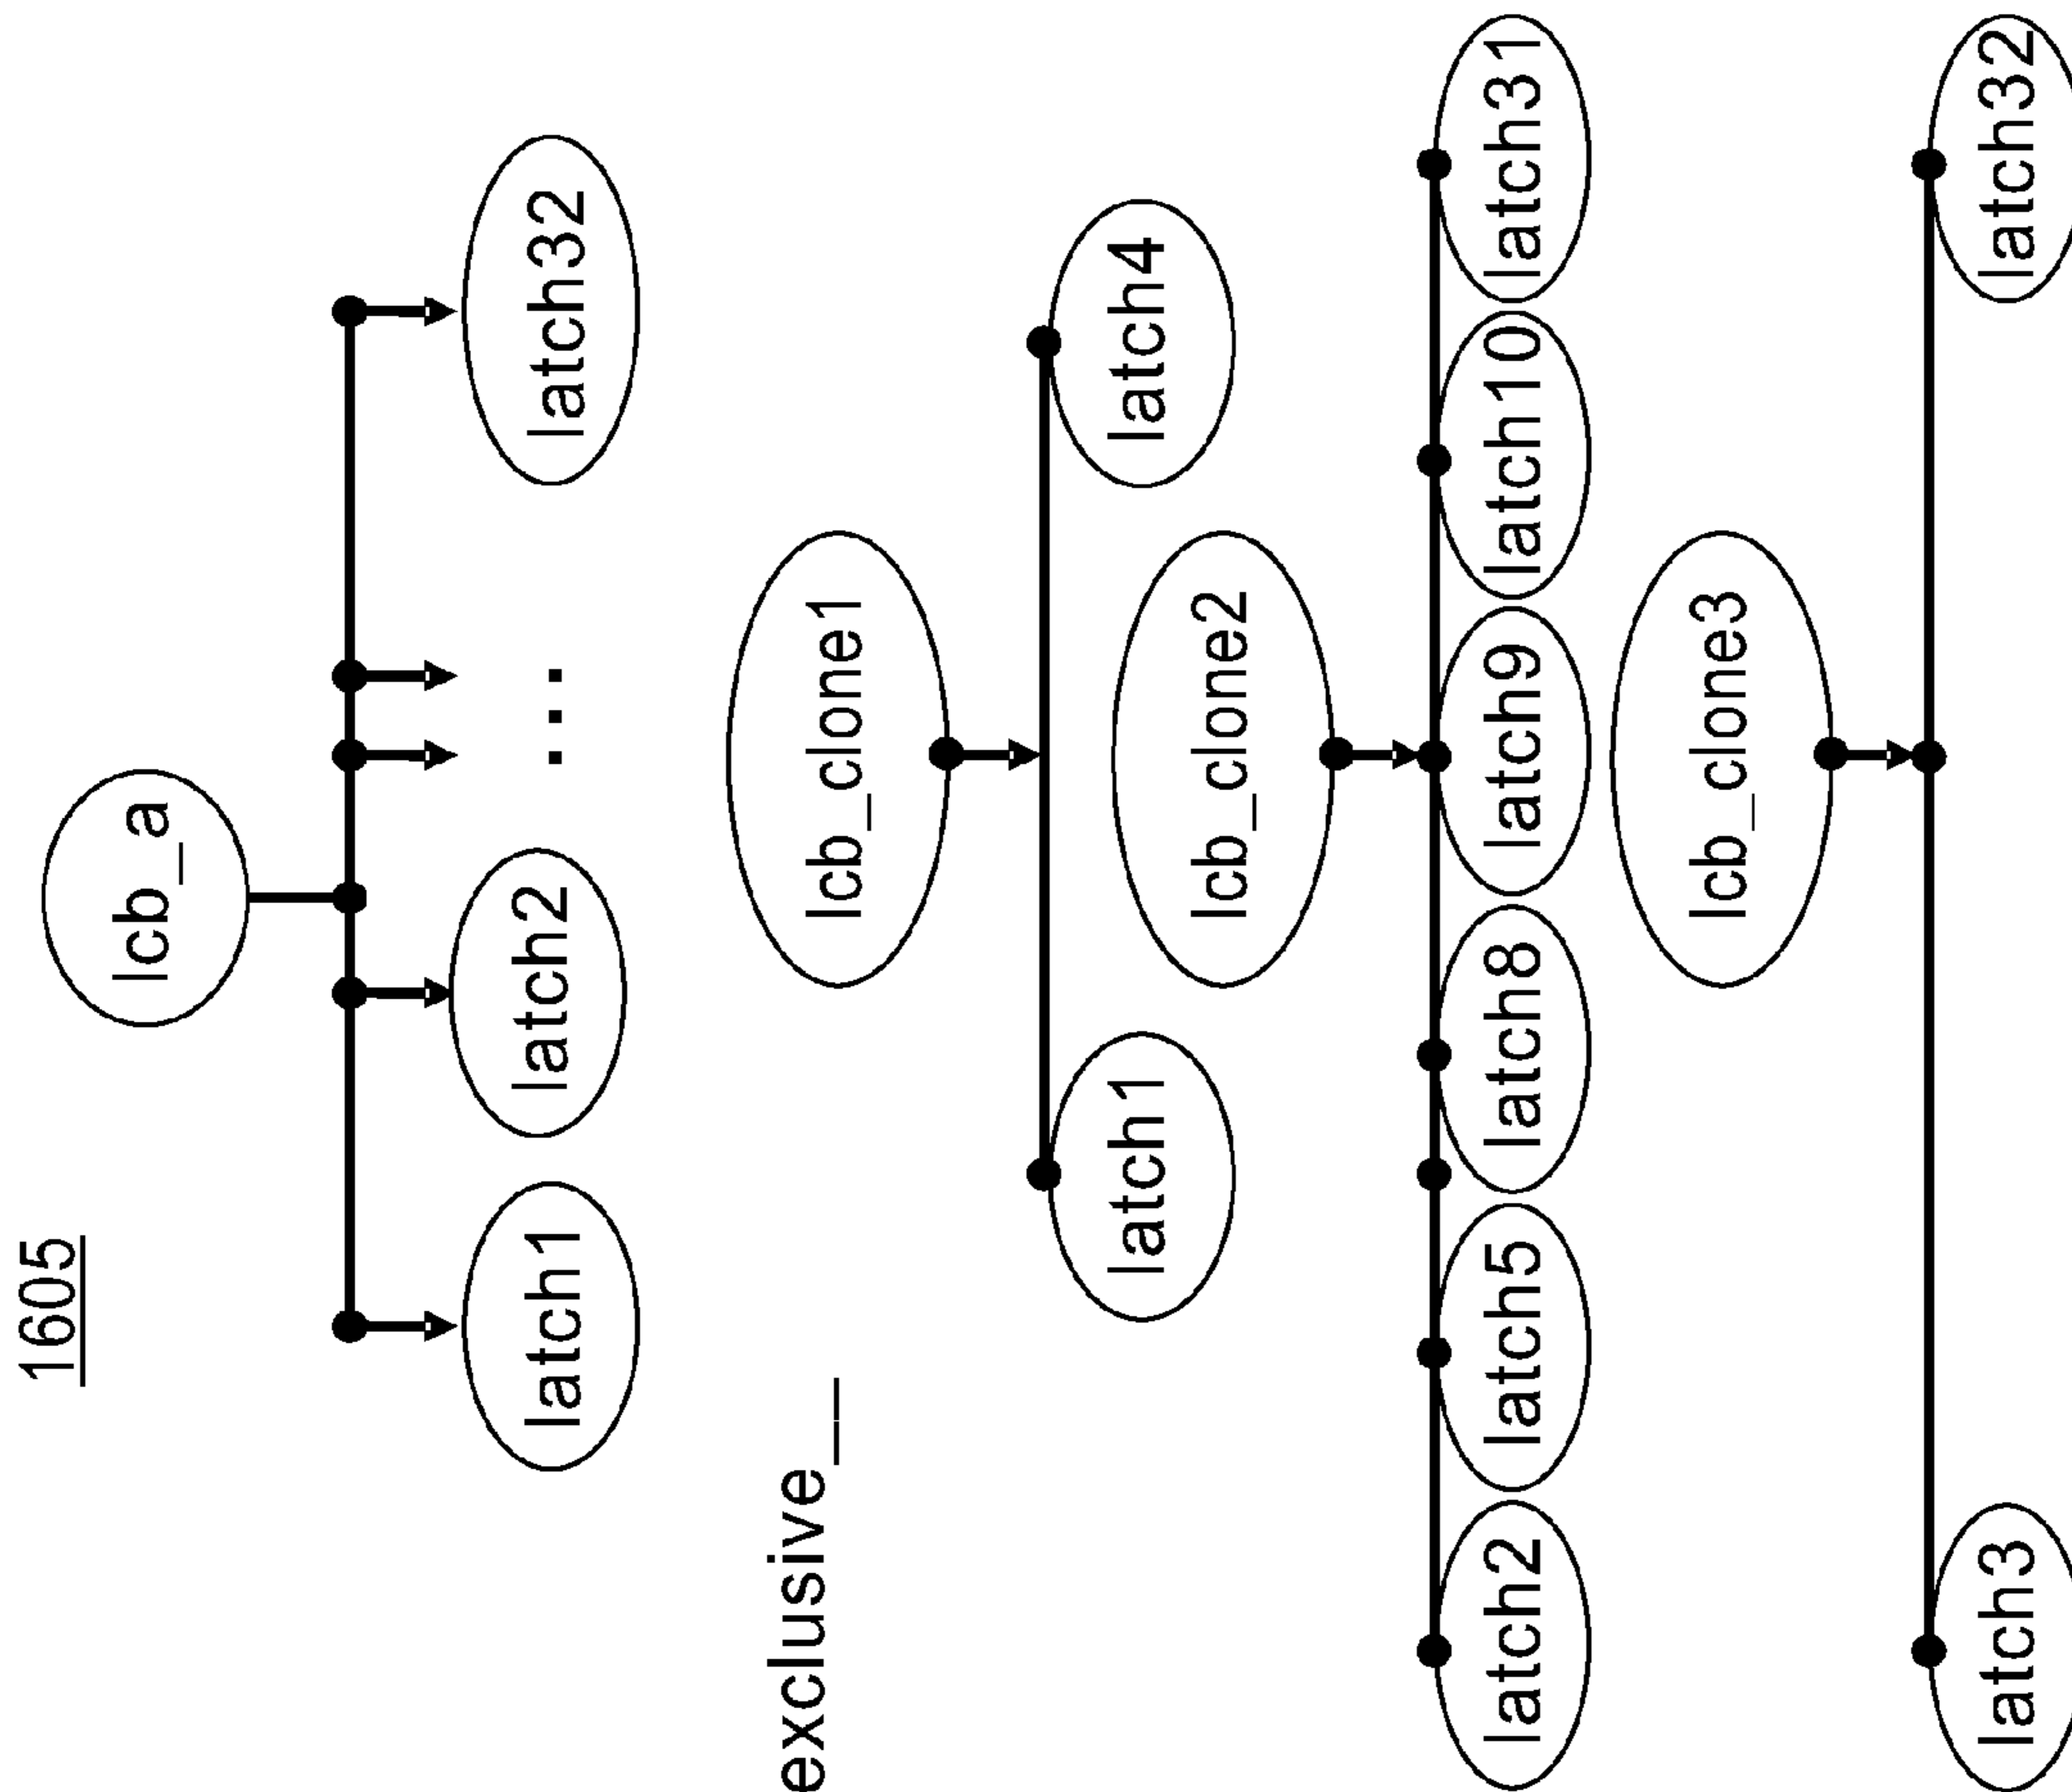 1605
lcb_a
latch1 latch2 ... latch32
exclusive__
lcb_clone1
latch1 latch4
lcb_clone2
latch2 latch5 latch8 latch9 latch10 latch31
lcb_clone3
latch3 latch32